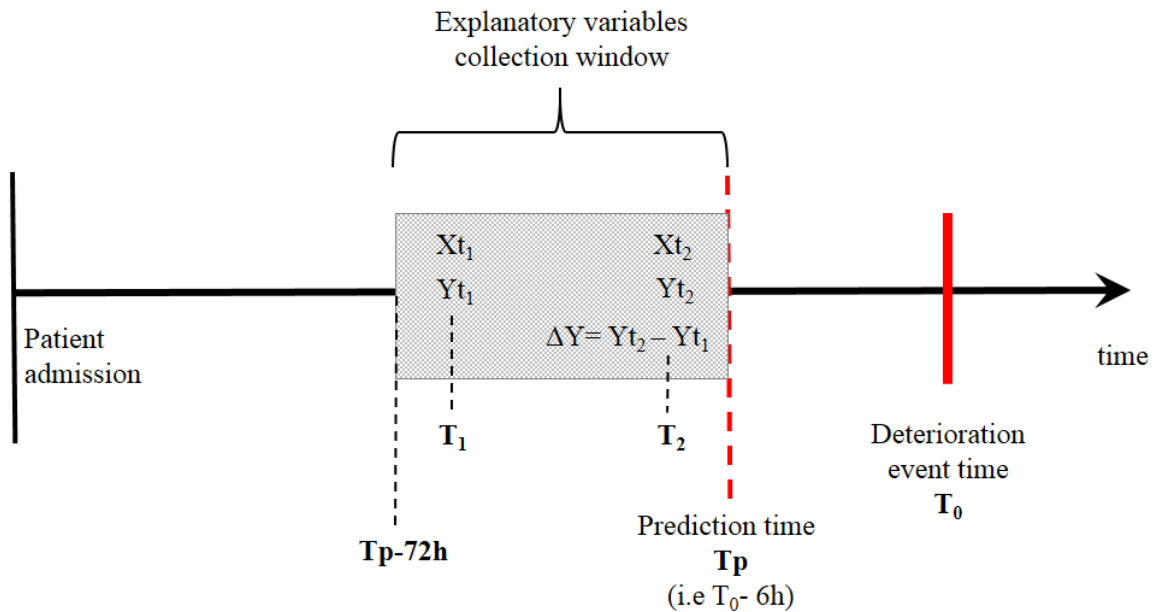 Explanatory variables
collection window
Xt₁
Xt₂
Yt₁
Yt₂
ΔY= Yt₂ – Yt₁
Patient
admission
time
T₁
T₂
Deterioration
event time
T₀
Tp-72h
Prediction time
Tp
(i.e T₀- 6h)